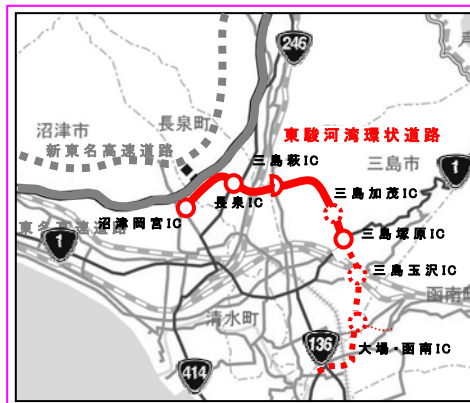 246
沼津市
長泉町
新東名高速道路
東駿河湾環状道路
三島萩IC
三島市
1
長泉IC
三島加茂IC
沼津岡宮IC
東名高速道路
1
三島塚原IC
三島玉沢IC
函南町
清水町
136
大場・函南IC
414